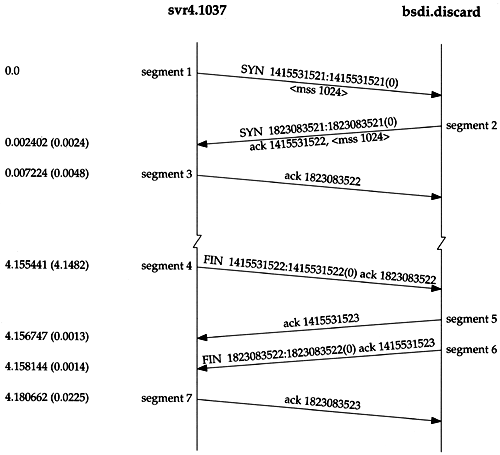 svr4.1037 bsdi.discard
0.0 segment 1 SYN 1415531521:1415531521(0)
<mss 1024>
SYN 1823083521:1823083521(0) segment 2
0.002402 (0.0024) ack 1415531522, <mss 1024>
0.007224 (0.0048) segment 3 ack 1823083522
4.155441 (4.1482) segment 4 FIN 1415531522:1415531522(0) ack 1823083522
ack 1415531523 segment 5
4.156747 (0.0013)
FIN 1823083522:1823083522(0) ack 1415531523 segment 6
4.158144 (0.0014)
4.180662 (0.0225) segment 7 ack 1823083523